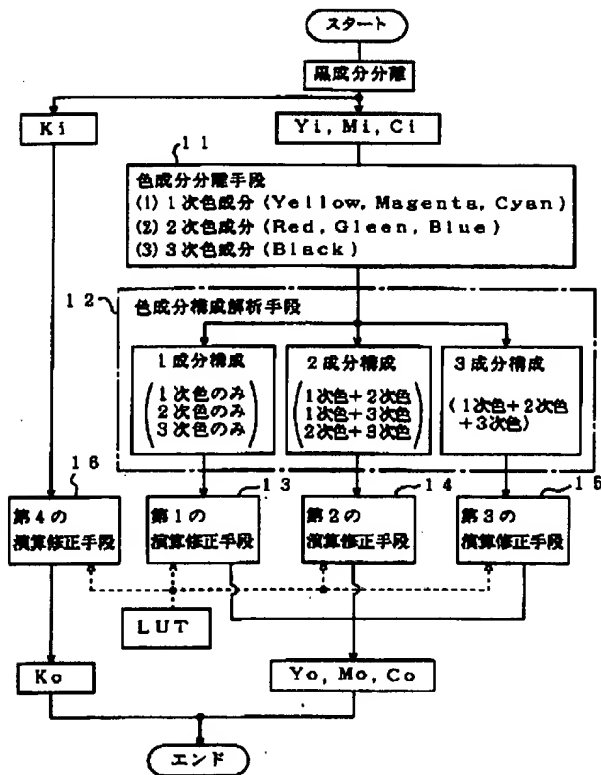 スタート
黒成分分離
Ki
Yi, Mi, Ci
11
色成分分離手段
(1) 1次色成分 (Yellow, Magenta, Cyan)
(2) 2次色成分 (Red, Gleen, Blue)
(3) 3次色成分 (Black)
12
色成分構成解析手段
1成分構成
(1次色のみ
2次色のみ
3次色のみ)
2成分構成
(1次色+2次色
1次色+3次色
2次色+3次色)
3成分構成
(1次色+2次色
+3次色)
16
13
14
15
第4の
演算修正手段
第1の
演算修正手段
第2の
演算修正手段
第3の
演算修正手段
LUT
Ko
Yo, Mo, Co
エンド